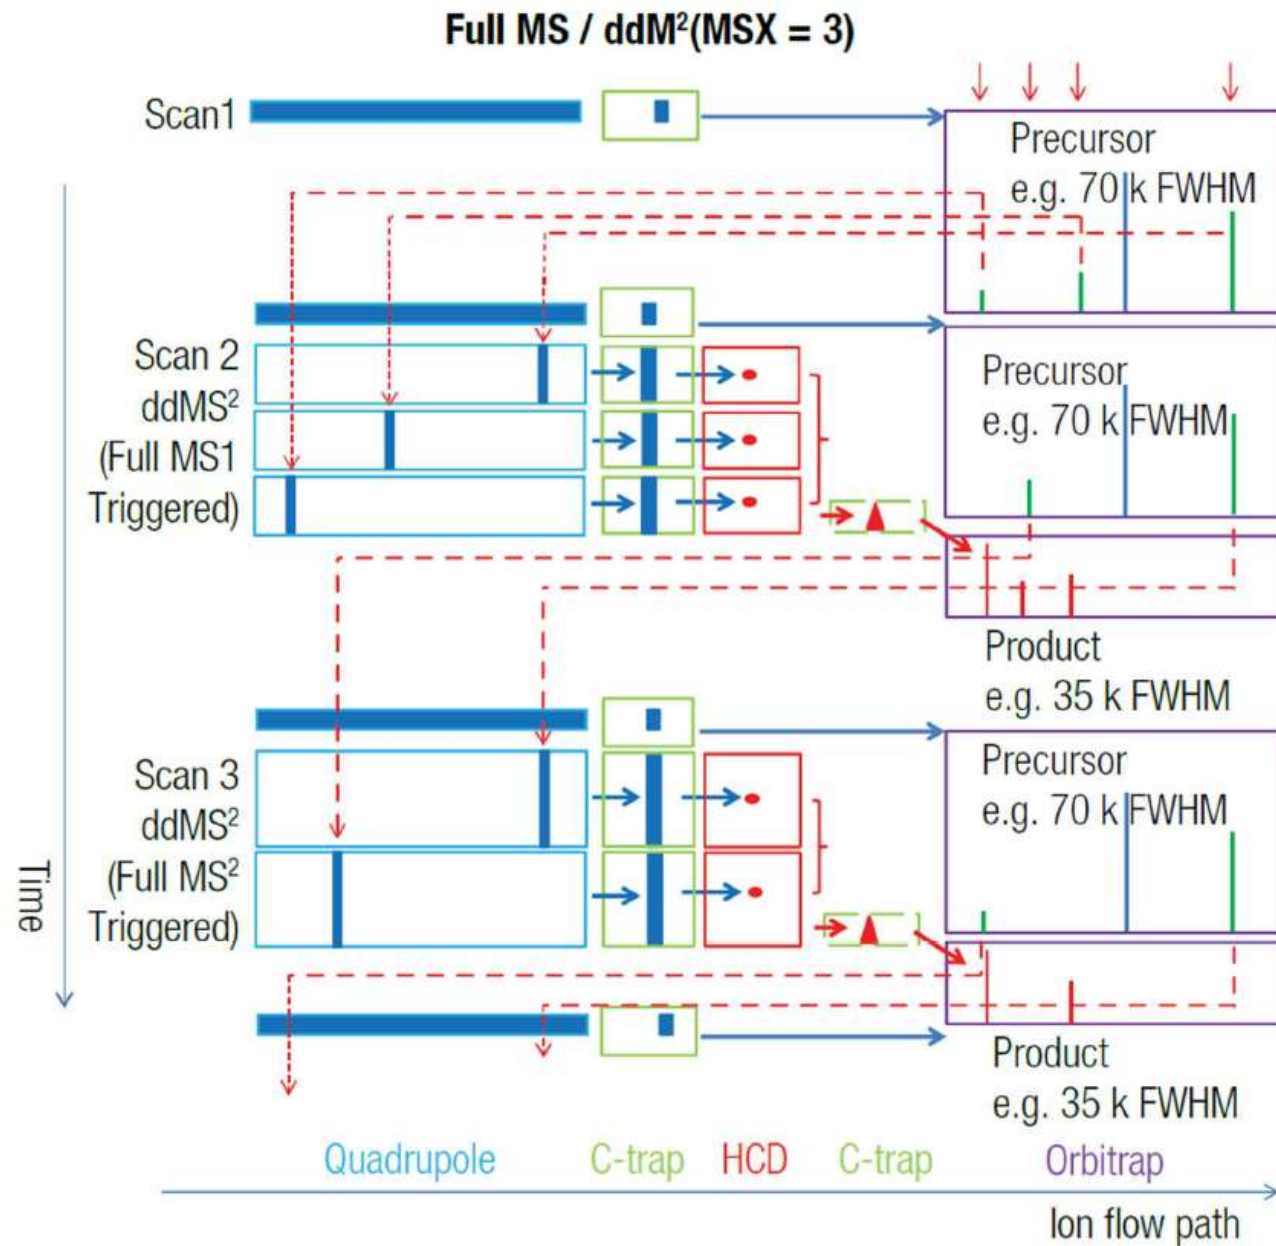 Full MS / ddM²(MSX = 3)
Scan1
Precursor
e.g. 70 k FWHM
Scan 2
ddMS²
(Full MS1
Triggered)
Precursor
e.g. 70 k FWHM
Product
e.g. 35 k FWHM
Scan 3
ddMS²
(Full MS²
Triggered)
Precursor
e.g. 70 k FWHM
Product
e.g. 35 k FWHM
Time
Quadrupole C-trap HCD C-trap Orbitrap
Ion flow path